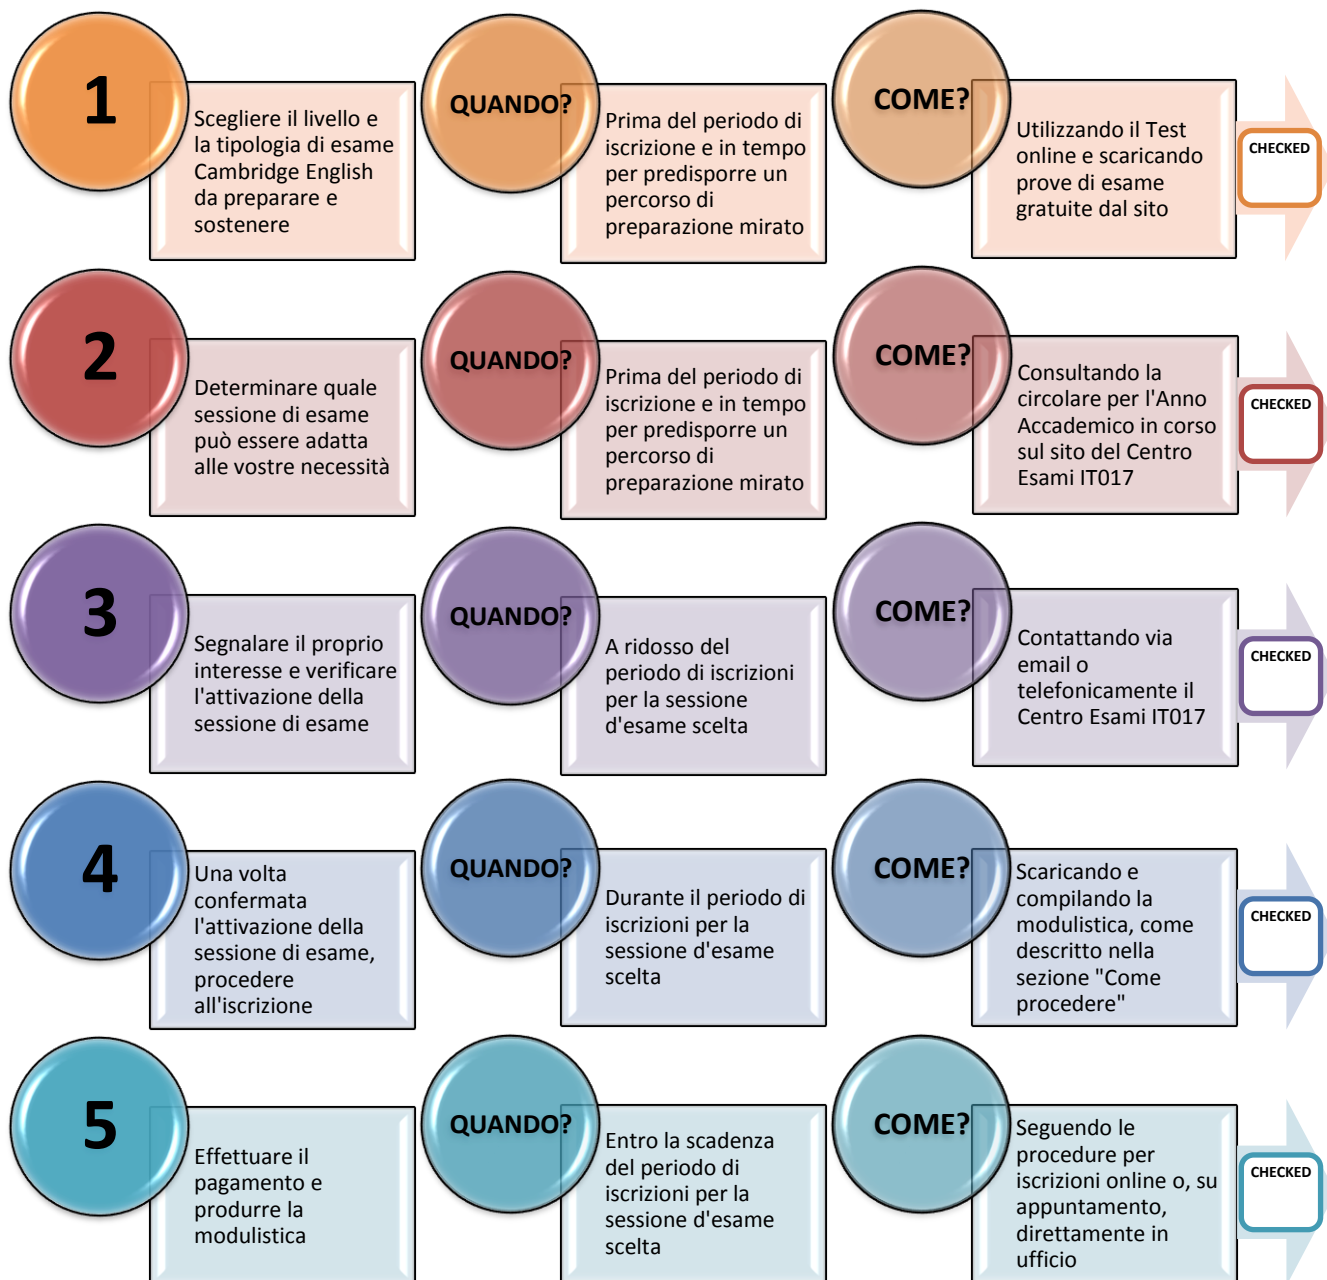 1
Scegliere il livello e
la tipologia di esame
Cambridge English
da preparare e
sostenere
QUANDO?
Prima del periodo di
iscrizione e in tempo
per predisporre un
percorso di
preparazione mirato
COME?
Utilizzando il Test
online e scaricando
prove di esame
gratuite dal sito
CHECKED
2
Determinare quale
sessione di esame
può essere adatta
alle vostre necessità
QUANDO?
Prima del periodo di
iscrizione e in tempo
per predisporre un
percorso di
preparazione mirato
COME?
Consultando la
circolare per l'Anno
Accademico in corso
sul sito del Centro
Esami IT017
CHECKED
3
Segnalare il proprio
interesse e verificare
l'attivazione della
sessione di esame
QUANDO?
A ridosso del
periodo di iscrizioni
per la sessione
d'esame scelta
COME?
Contattando via
email o
telefonicamente il
Centro Esami IT017
CHECKED
4
Una volta
confermata
l'attivazione della
sessione di esame,
procedere
all'iscrizione
QUANDO?
Durante il periodo di
iscrizioni per la
sessione d'esame
scelta
COME?
Scaricando e
compilando la
modulistica, come
descritto nella
sezione "Come
procedere"
CHECKED
5
Effettuare il
pagamento e
produrre la
modulistica
QUANDO?
Entro la scadenza
del periodo di
iscrizioni per la
sessione d'esame
scelta
COME?
Seguendo le
procedure per
iscrizioni online o, su
appuntamento,
direttamente in
ufficio
CHECKED